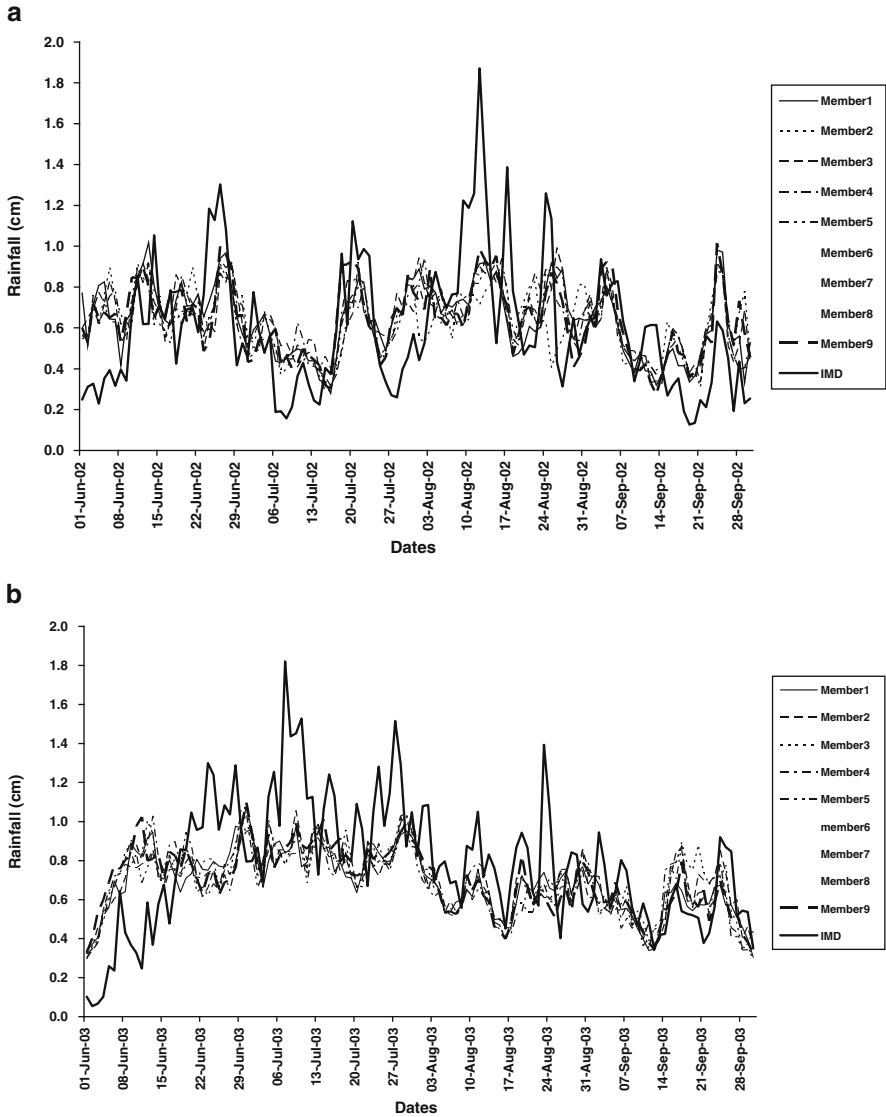 a
Rainfall (cm)
2.0
1.8
1.6
1.4
1.2
1.0
0.8
0.6
0.4
0.2
0.0
01-Jun-02
08-Jun-02
15-Jun-02
22-Jun-02
29-Jun-02
06-Jul-02
13-Jul-02
20-Jul-02
27-Jul-02
03-Aug-02
10-Aug-02
17-Aug-02
24-Aug-02
31-Aug-02
07-Sep-02
14-Sep-02
21-Sep-02
28-Sep-02
Dates
Member1
Member2
Member3
Member4
Member5
Member6
Member7
Member8
Member9
IMD
b
Rainfall (cm)
2.0
1.8
1.6
1.4
1.2
1.0
0.8
0.6
0.4
0.2
0.0
01-Jun-03
08-Jun-03
15-Jun-03
22-Jun-03
29-Jun-03
06-Jul-03
13-Jul-03
20-Jul-03
27-Jul-03
03-Aug-03
10-Aug-03
17-Aug-03
24-Aug-03
31-Aug-03
07-Sep-03
14-Sep-03
21-Sep-03
28-Sep-03
Dates
Member1
Member2
Member3
Member4
Member5
member6
Member7
Member8
Member9
IMD